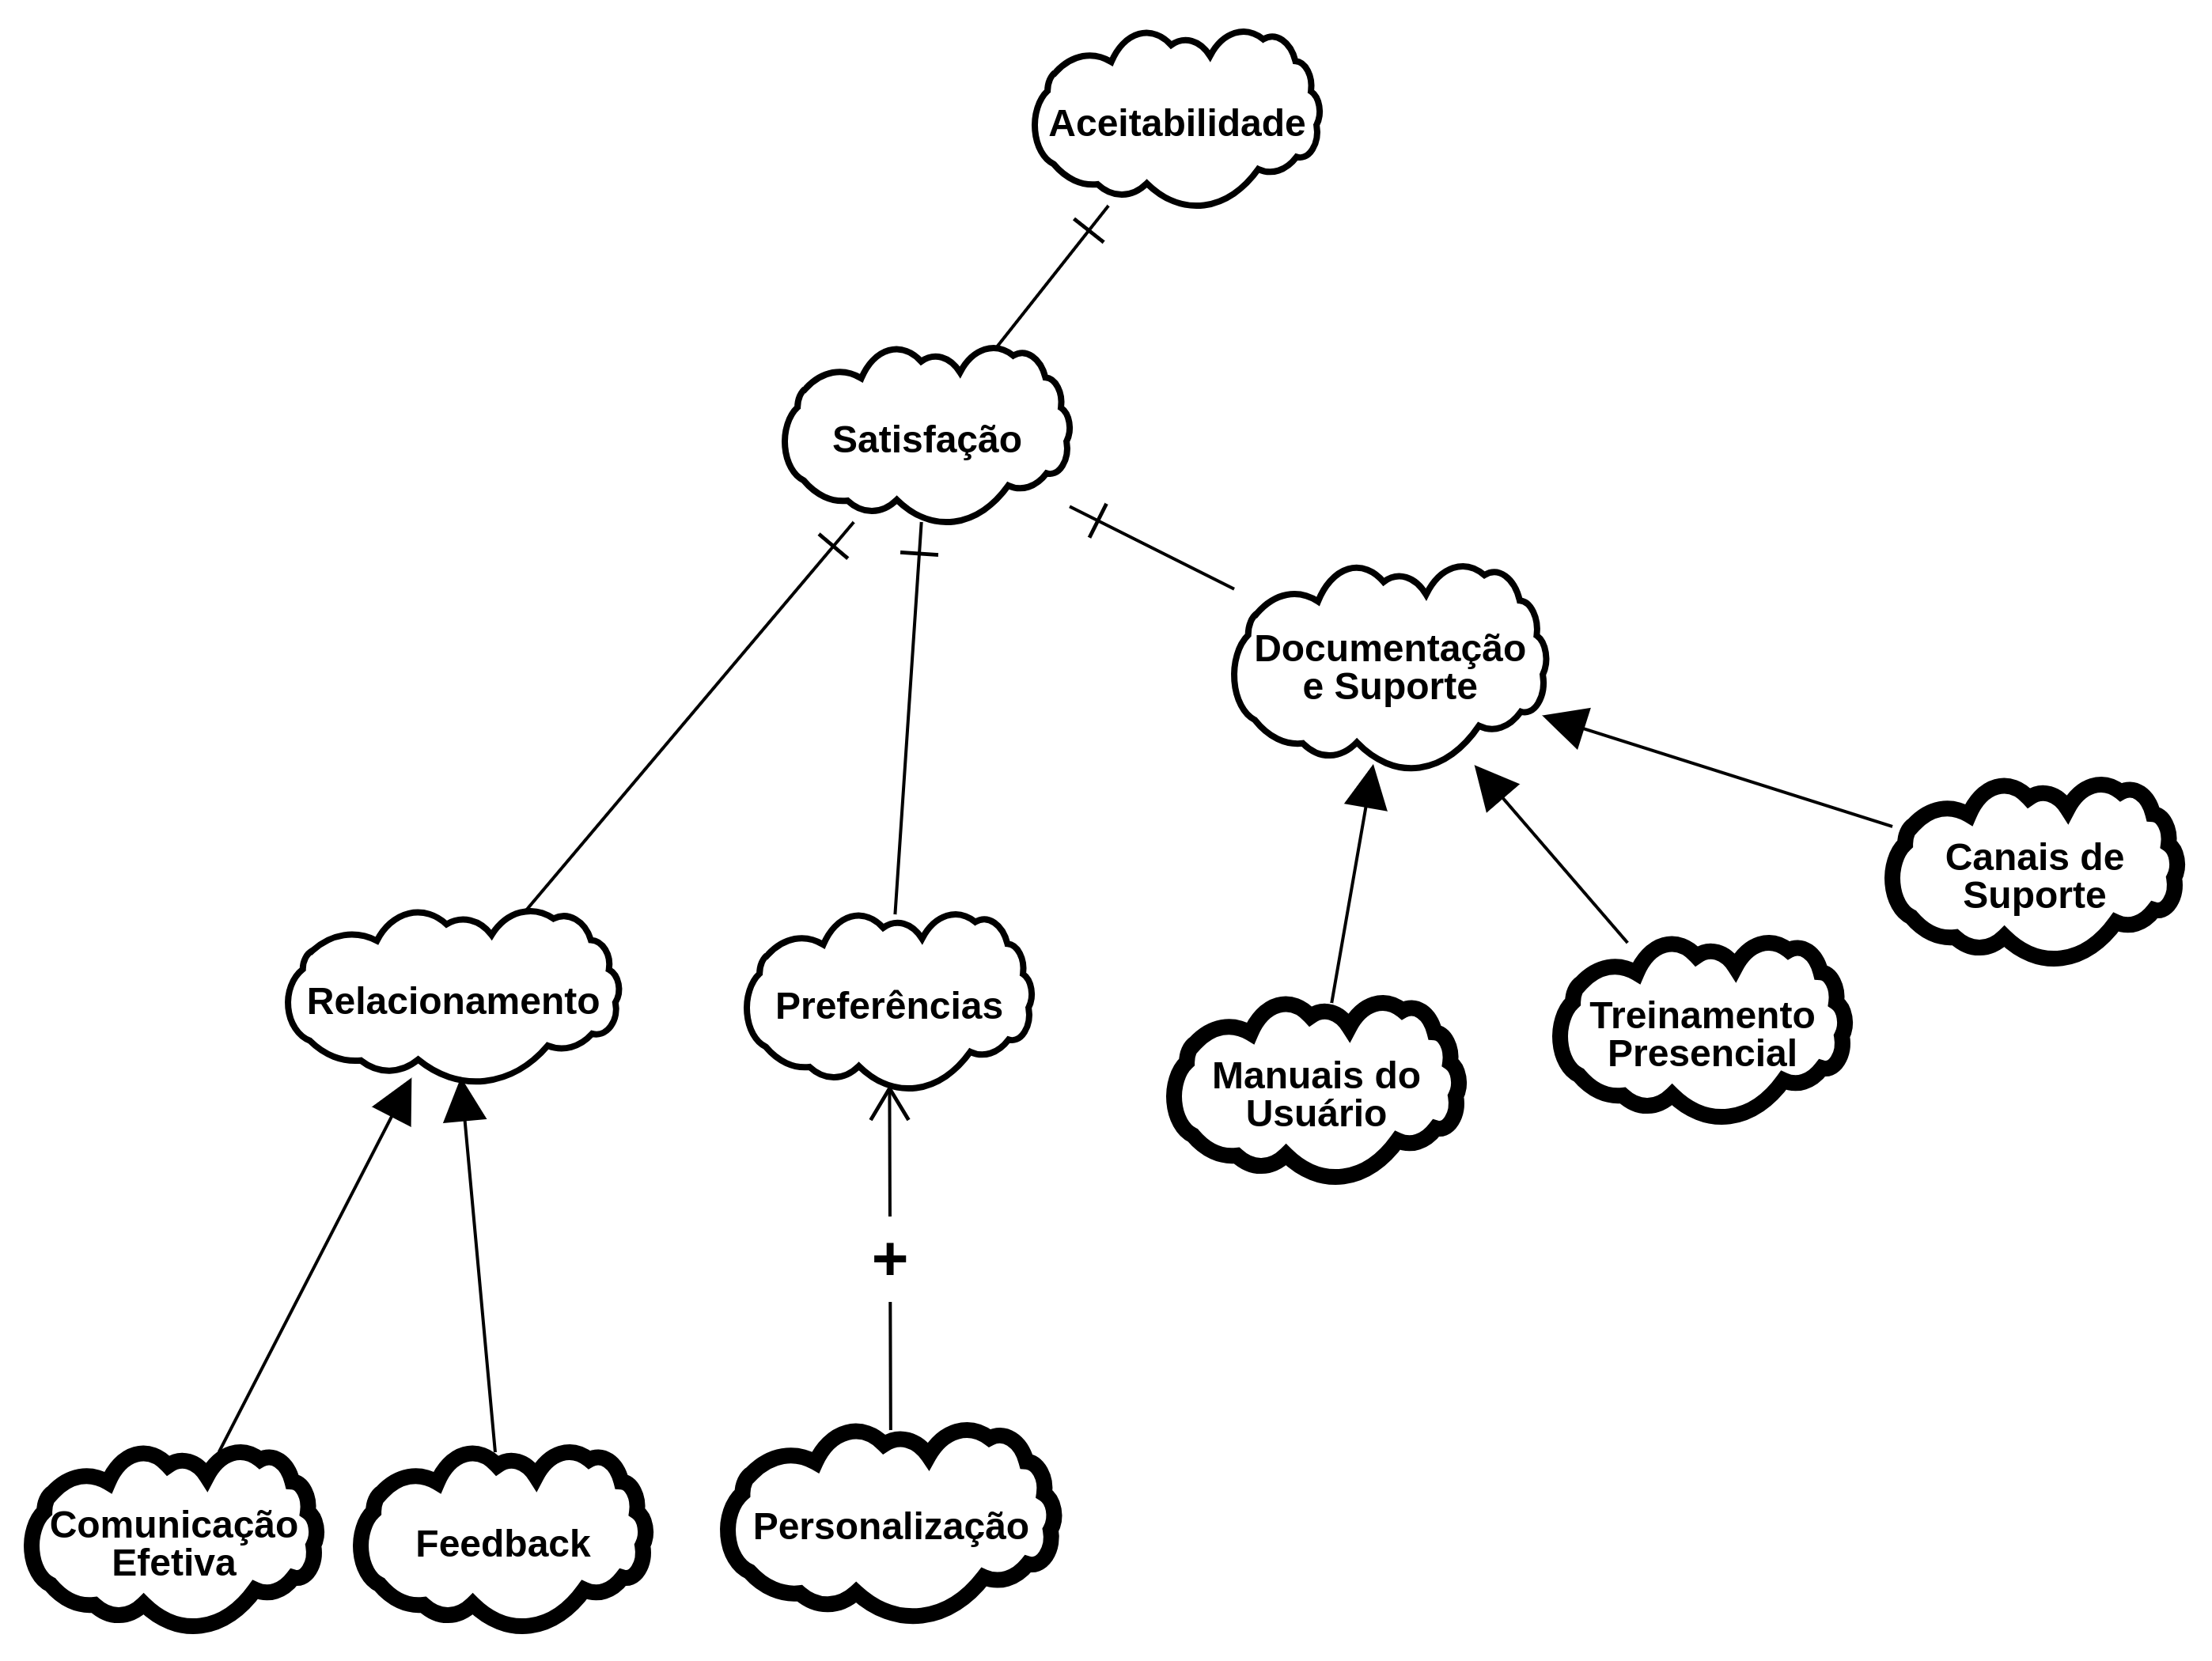 Aceitabilidade
Satisfação
Documentação
e Suporte
Canais de
Suporte
Relacionamento
Preferências
Treinamento
Presencial
Manuais do
Usuário
+
Comunicação
Efetiva
Feedback
Personalização